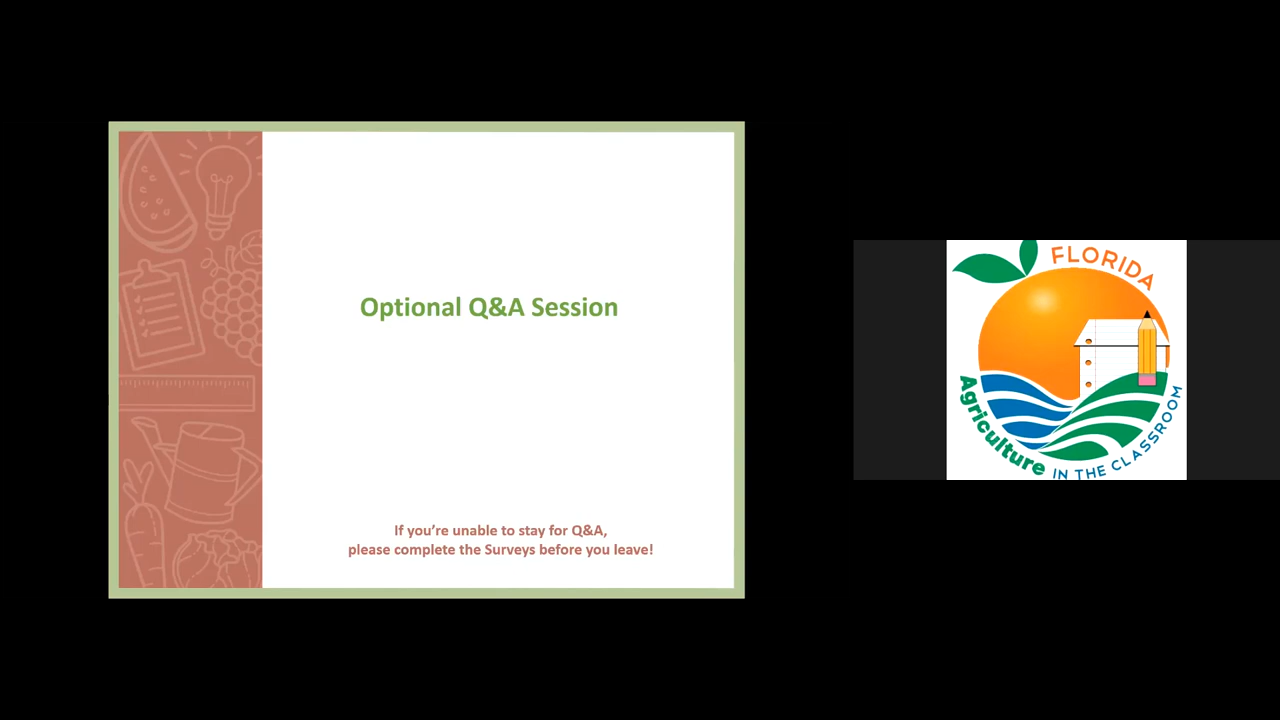 Optional Q&A Session
If you're unable to stay for Q&A,
please complete the Surveys before you leave!
FLORIDA
Agriculture IN THE CLASSROOM